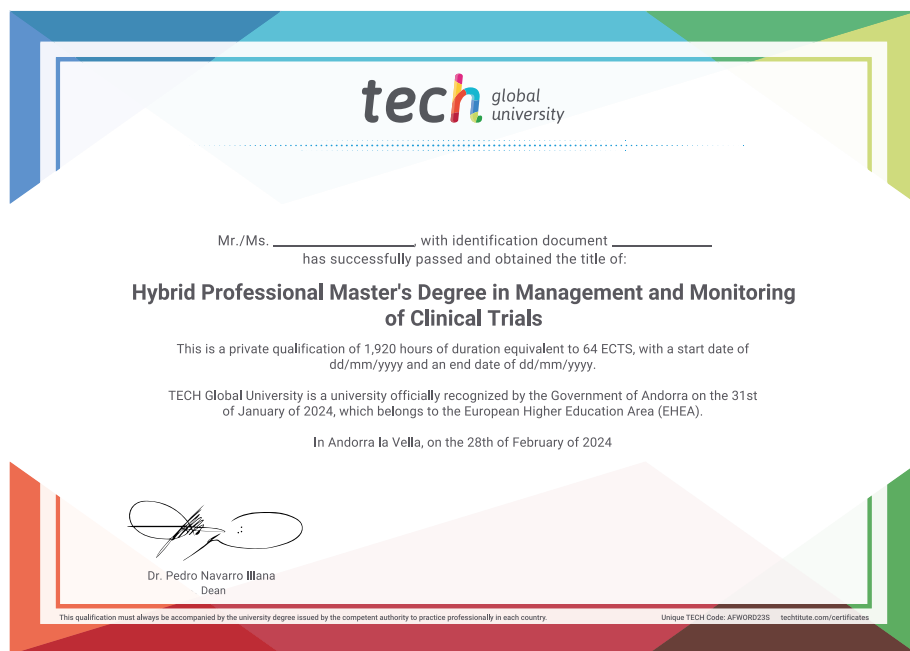 tech global
university
Mr./Ms. ____________, with identification document ____________
has successfully passed and obtained the title of:
Hybrid Professional Master's Degree in Management and Monitoring
of Clinical Trials
This is a private qualification of 1,920 hours of duration equivalent to 64 ECTS, with a start date of
dd/mm/yyyy and an end date of dd/mm/yyyy.
TECH Global University is a university officially recognized by the Government of Andorra on the 31st
of January of 2024, which belongs to the European Higher Education Area (EHEA).
In Andorra la Vella, on the 28th of February of 2024
Dr. Pedro Navarro Illana
Dean
This qualification must always be accompanied by the university degree issued by the competent authority to practice professionally in each country.
Unique TECH Code: AFWORD23S techtitute.com/certificates